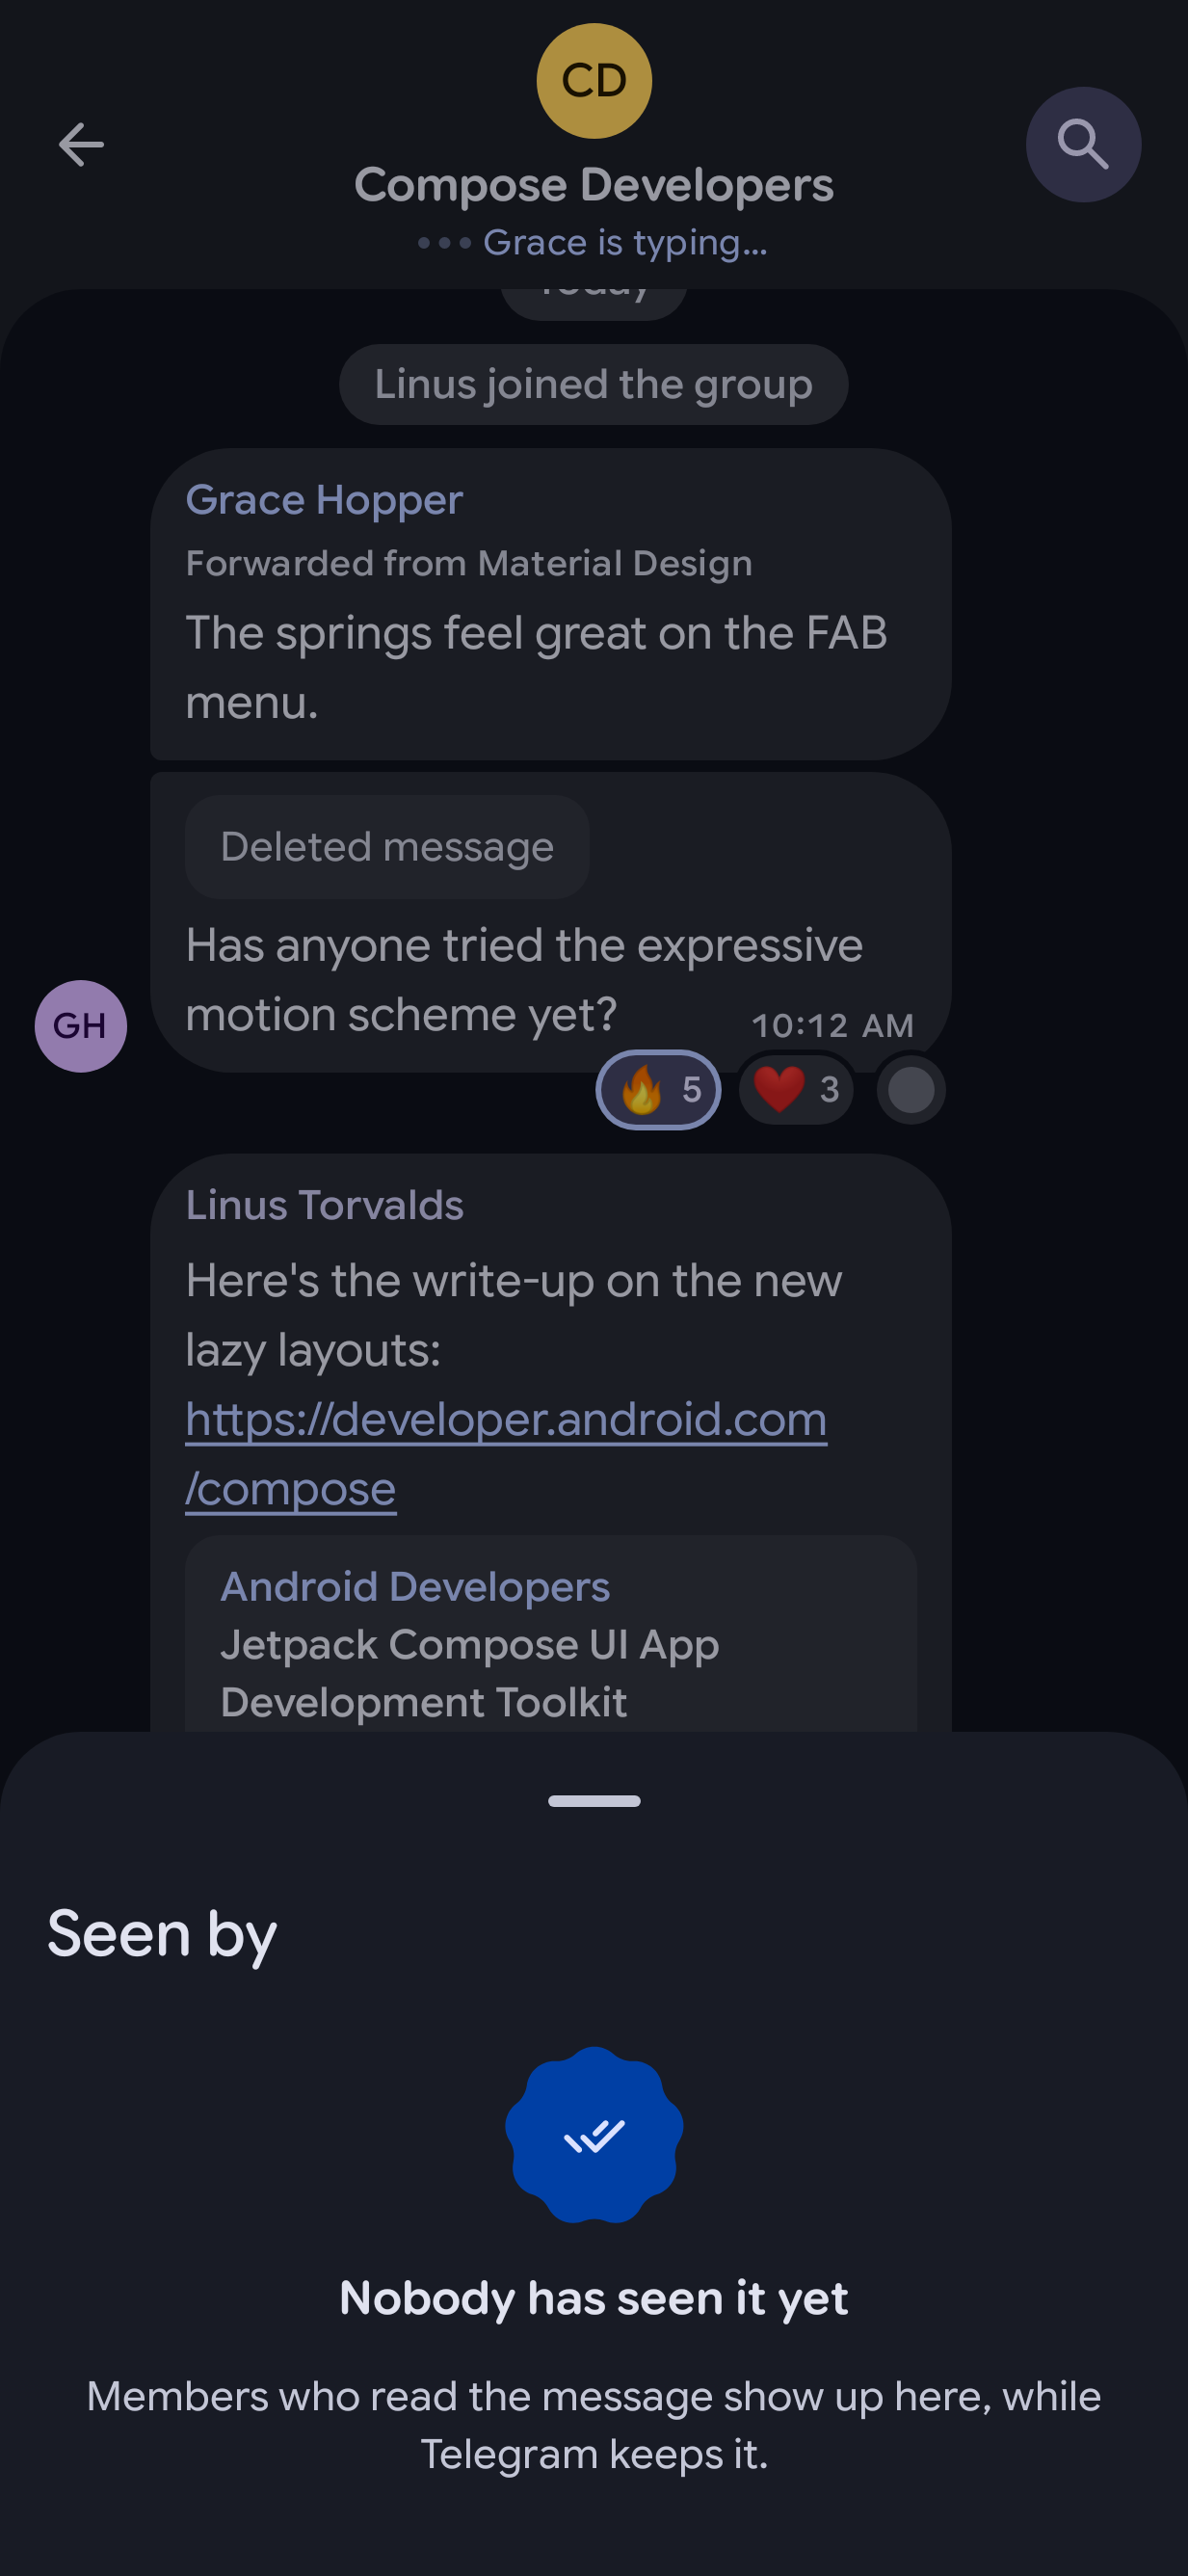 CD
Compose Developers
Grace is typing...
Today
Linus joined the group
Grace Hopper
Forwarded from Material Design
The springs feel great on the FAB
menu.
Deleted message
Has anyone tried the expressive
motion scheme yet?
10:12 AM
GH
5
3
Linus Torvalds
Here's the write-up on the new
lazy layouts:
https://developer.android.com
/compose
Android Developers
Jetpack Compose UI App
Development Toolkit
Seen by
Nobody has seen it yet
Members who read the message show up here, while
Telegram keeps it.